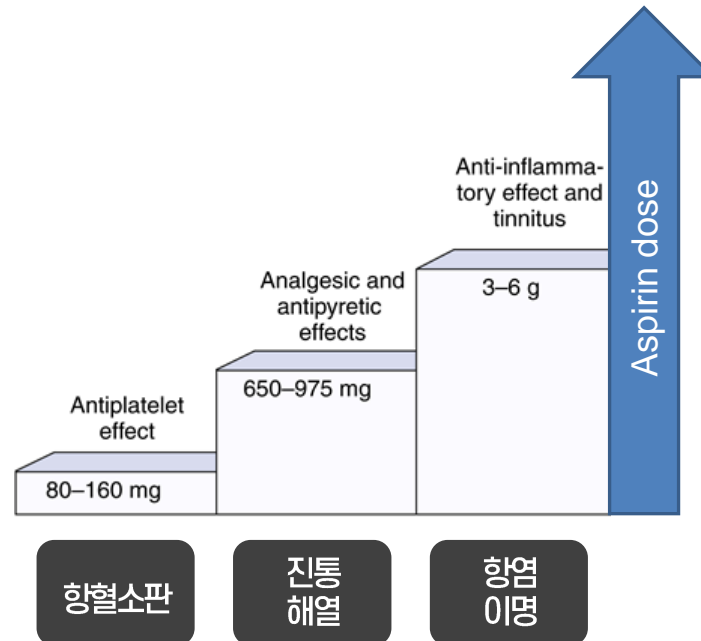 Anti-inflamma-
tory effect and
tinnitus
3–6 g
Analgesic and
antipyretic
effects
650–975 mg
Antiplatelet
effect
80–160 mg
Aspirin dose
항혈소판
진통
해열
항염
이명